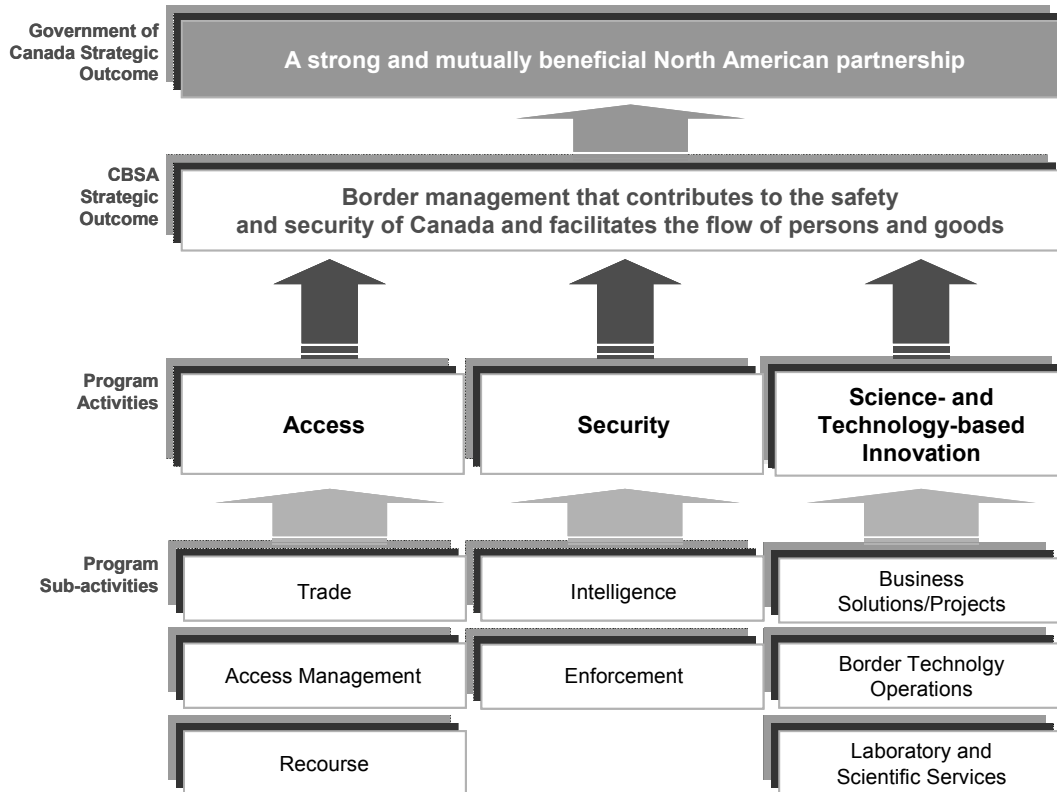 Government of
Canada Strategic
Outcome
A strong and mutually beneficial North American partnership
CBSA
Strategic
Outcome
Border management that contributes to the safety
and security of Canada and facilitates the flow of persons and goods
Program
Activities
Access
Security
Science- and
Technology-based
Innovation
Program
Sub-activities
Trade
Intelligence
Business
Solutions/Projects
Access Management
Enforcement
Border Technolgy
Operations
Recourse
Laboratory and
Scientific Services